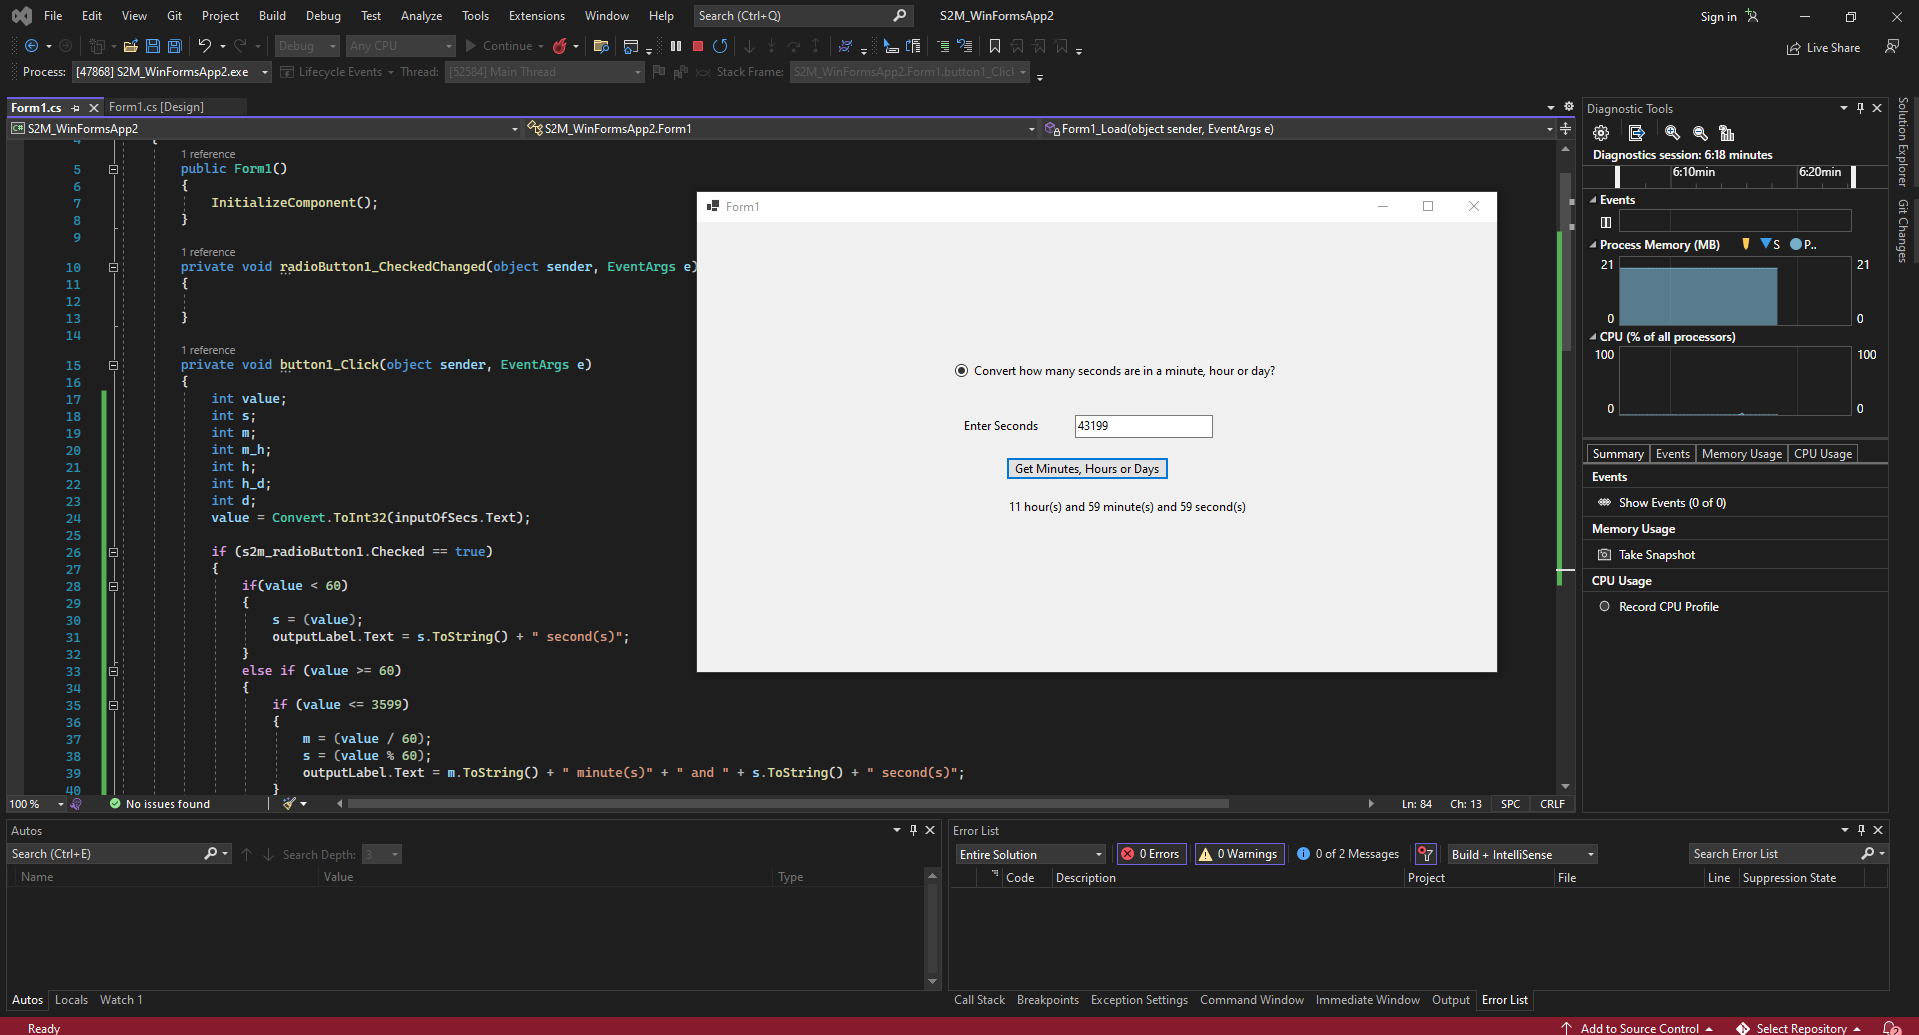 File Edit View Git Project Build Debug Test Analyze Tools Extensions Window Help Search (Ctrl+Q) S2M_WinFormsApp2 Sign in
Debug Any CPU Continue Live Share
Process: [47868] S2M_WinFormsApp2.exe Lifecycle Events Thread: [52584] Main Thread Stack Frame: S2M_WinFormsApp2.Form1.button1_Click
Form1.cs Form1.cs [Design]
C# S2M_WinFormsApp2 S2M_WinFormsApp2.Form1 Form1_Load(object sender, EventArgs e)
4 {
1 reference
5 public Form1()
6 {
7 InitializeComponent();
8 }
9
1 reference
10 private void radioButton1_CheckedChanged(object sender, EventArgs e)
11 {
12
13 }
14
1 reference
15 private void button1_Click(object sender, EventArgs e)
16 {
17 int value;
18 int s;
19 int m;
20 int m_h;
21 int h;
22 int h_d;
23 int d;
24 value = Convert.ToInt32(inputOfSecs.Text);
25
26 if (s2m_radioButton1.Checked == true)
27 {
28 if(value < 60)
29 {
30 s = (value);
31 outputLabel.Text = s.ToString() + " second(s)";
32 }
33 else if (value >= 60)
34 {
35 if (value <= 3599)
36 {
37 m = (value / 60);
38 s = (value % 60);
39 outputLabel.Text = m.ToString() + " minute(s)" + " and " + s.ToString() + " second(s)";
40 }
Form1
Convert how many seconds are in a minute, hour or day?
Enter Seconds 43199
Get Minutes, Hours or Days
11 hour(s) and 59 minute(s) and 59 second(s)
100 % No issues found Ln: 84 Ch: 13 SPC CRLF
Diagnostic Tools
Diagnostics session: 6:18 minutes
6:10min 6:20min
Events
Process Memory (MB) S P..
21 21
0 0
CPU (% of all processors)
100 100
0 0
Summary Events Memory Usage CPU Usage
Events
Show Events (0 of 0)
Memory Usage
Take Snapshot
CPU Usage
Record CPU Profile
Solution Explorer
Git Changes
Autos
Search (Ctrl+E) Search Depth: 3
Name Value Type
Autos Locals Watch 1
Error List
Entire Solution 0 Errors 0 Warnings 0 of 2 Messages Build + IntelliSense Search Error List
Code Description Project File Line Suppression State
Call Stack Breakpoints Exception Settings Command Window Immediate Window Output Error List
Ready Add to Source Control Select Repository 2